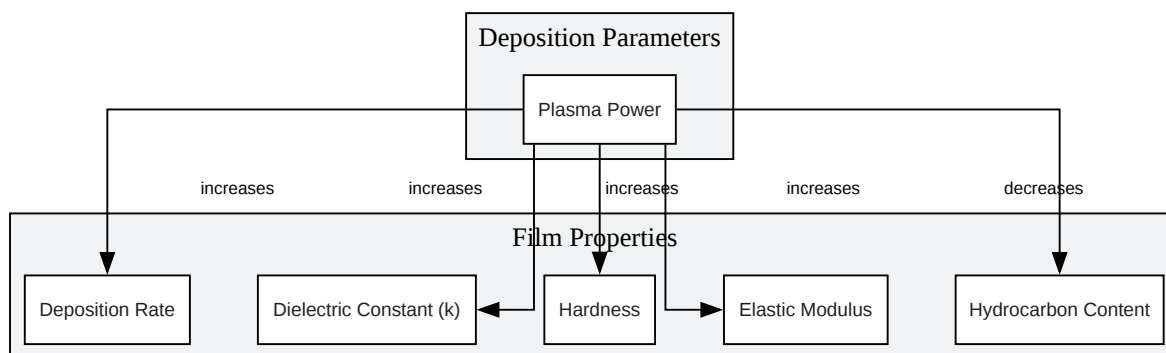 Deposition Parameters
Plasma Power
increases
increases
increases
increases
decreases
Film Properties
Deposition Rate
Dielectric Constant (k)
Hardness
Elastic Modulus
Hydrocarbon Content